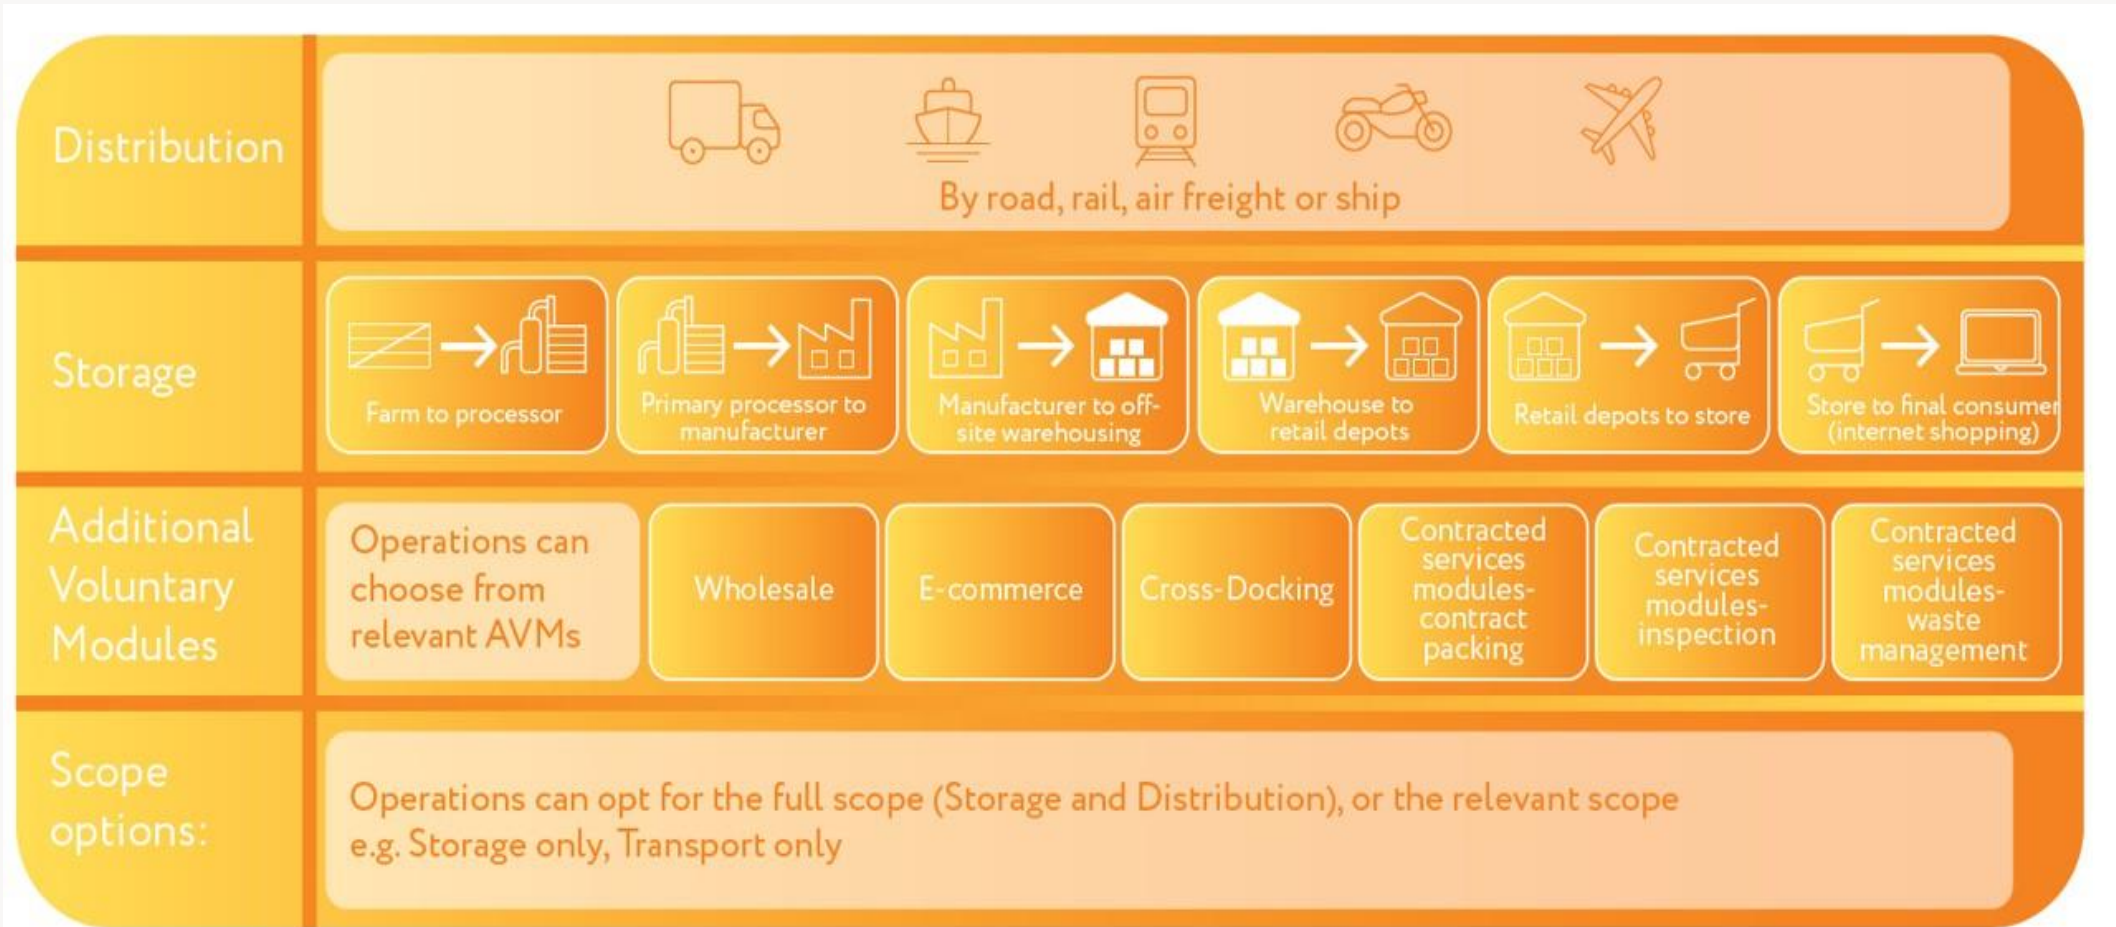 Distribution
By road, rail, air freight or ship
Storage
Farm to processor
Primary processor to
manufacturer
Manufacturer to off-
site warehousing
Warehouse to
retail depots
Retail depots to store
Store to final consumer
(internet shopping)
Additional
Voluntary
Modules
Operations can
choose from
relevant AVMs
Wholesale
E-commerce
Cross-Docking
Contracted
services
modules-
contract
packing
Contracted
services
modules-
inspection
Contracted
services
modules-
waste
management
Scope
options:
Operations can opt for the full scope (Storage and Distribution), or the relevant scope
e.g. Storage only, Transport only